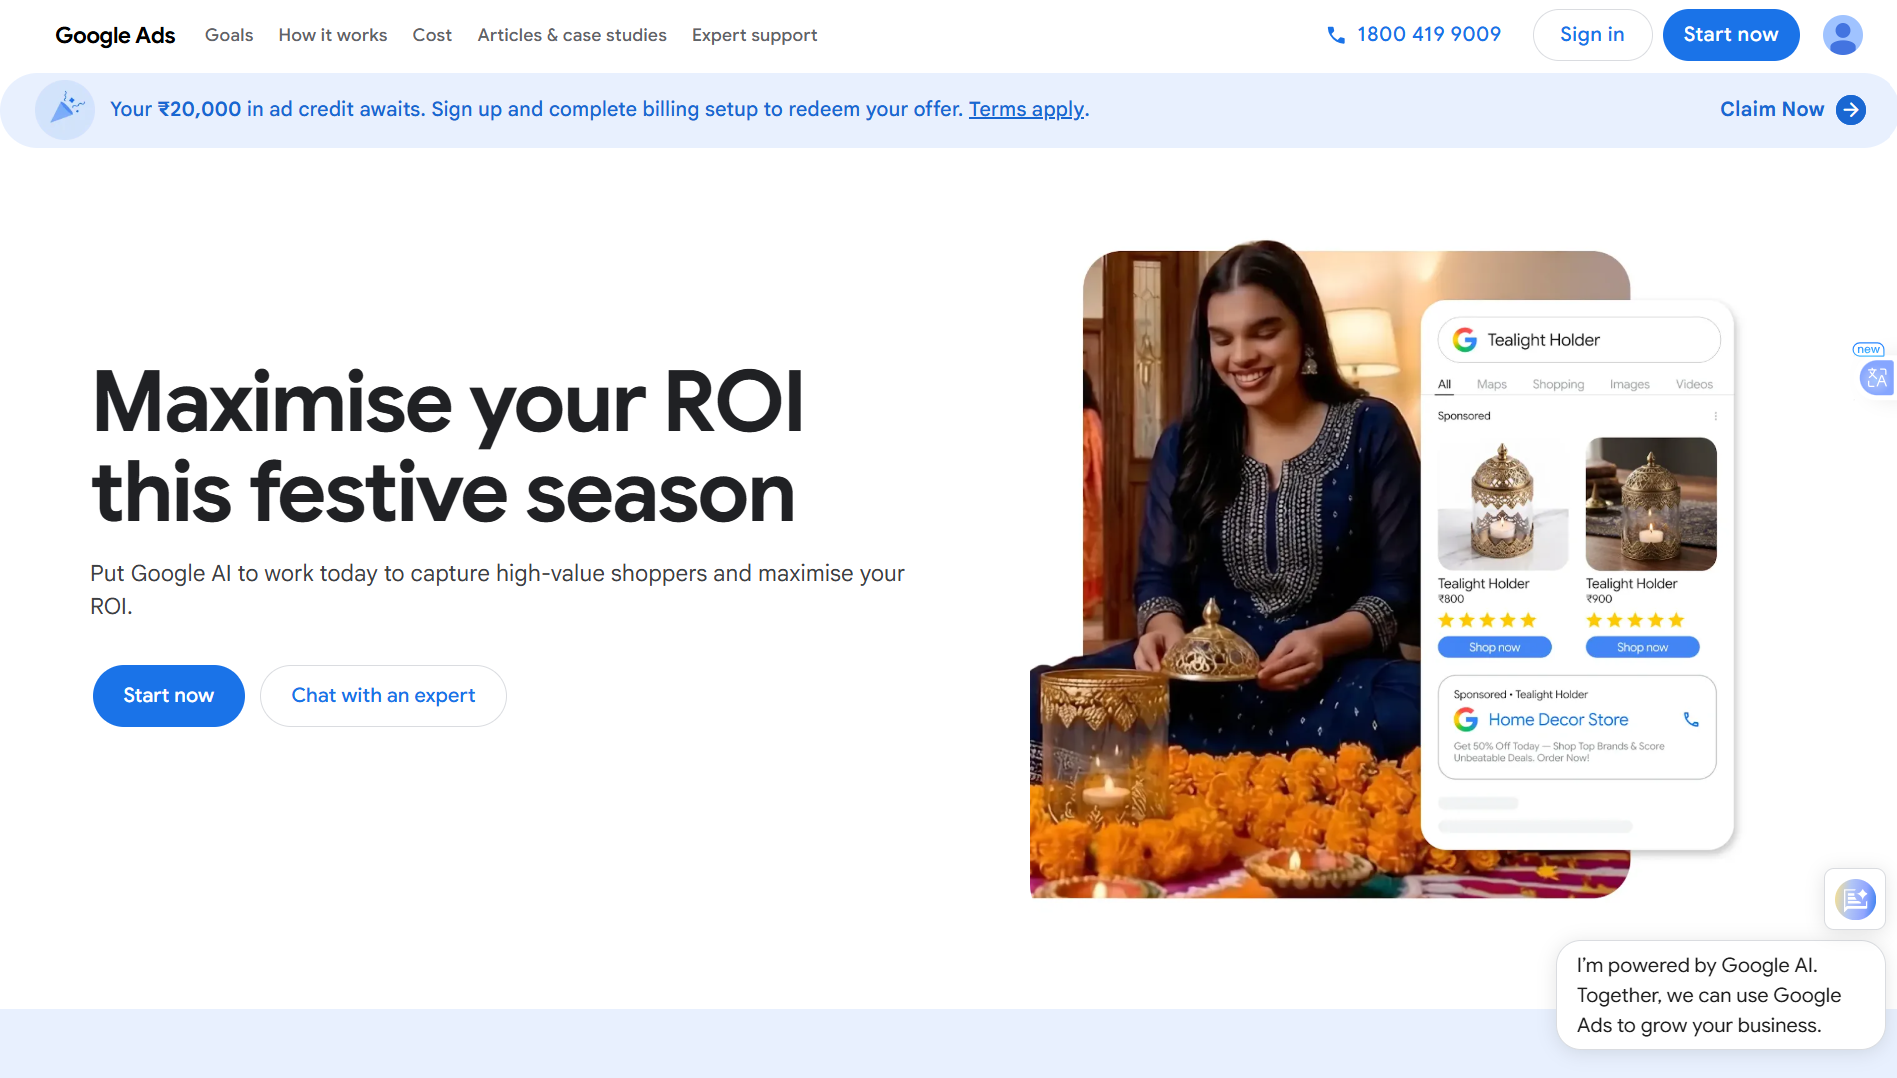 Google Ads
Goals
How it works
Cost
Articles & case studies
Expert support
1800 419 9009
Sign in
Start now
Your ₹20,000 in ad credit awaits. Sign up and complete billing setup to redeem your offer. Terms apply.
Claim Now
Maximise your ROI
this festive season
Put Google AI to work today to capture high-value shoppers and maximise your
ROI.
Start now
Chat with an expert
Tealight Holder
All
Maps
Shopping
Images
Videos
Sponsored
Tealight Holder
₹800
Shop now
Tealight Holder
₹900
Shop now
Sponsored • Tealight Holder
Home Decor Store
Get 50% Off Today — Shop Top Brands & Score
Unbeatable Deals. Order Now!
new
I'm powered by Google AI.
Together, we can use Google
Ads to grow your business.